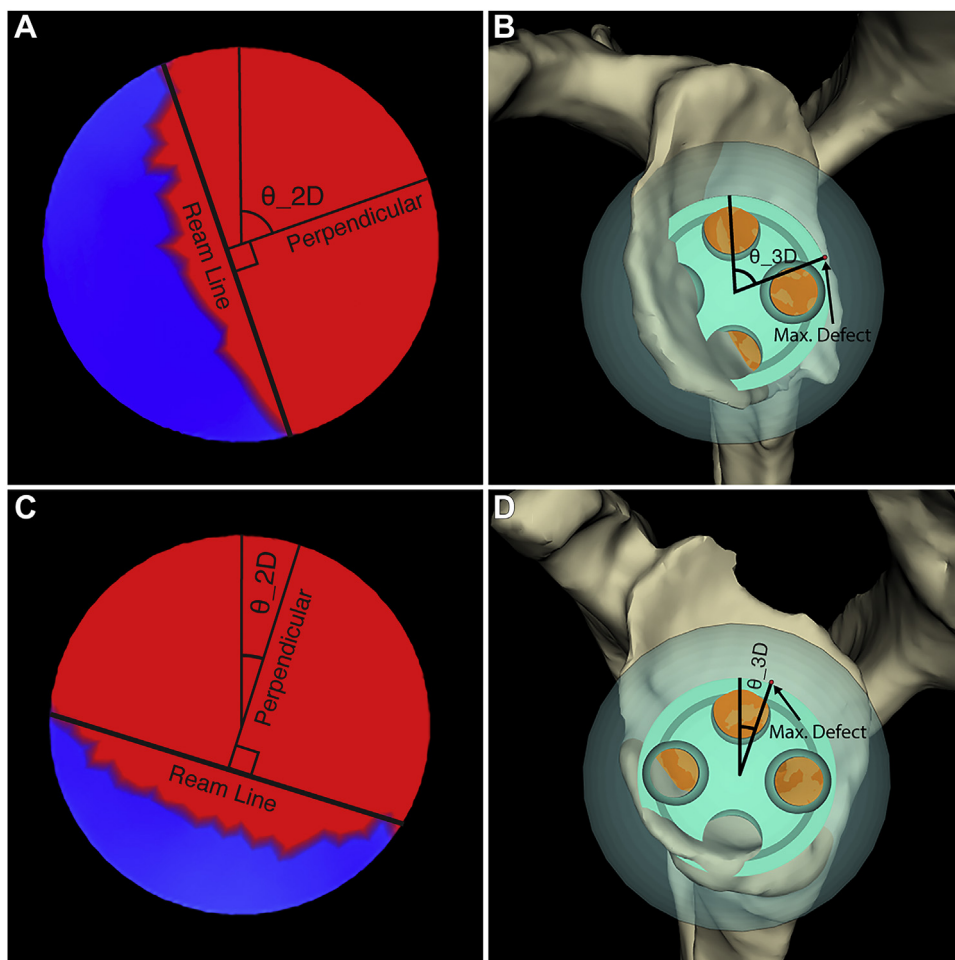 A
θ_2D
Perpendicular
Ream Line
B
θ_3D
Max. Defect
C
θ_2D
Perpendicular
Ream Line
D
θ_3D
Max. Defect